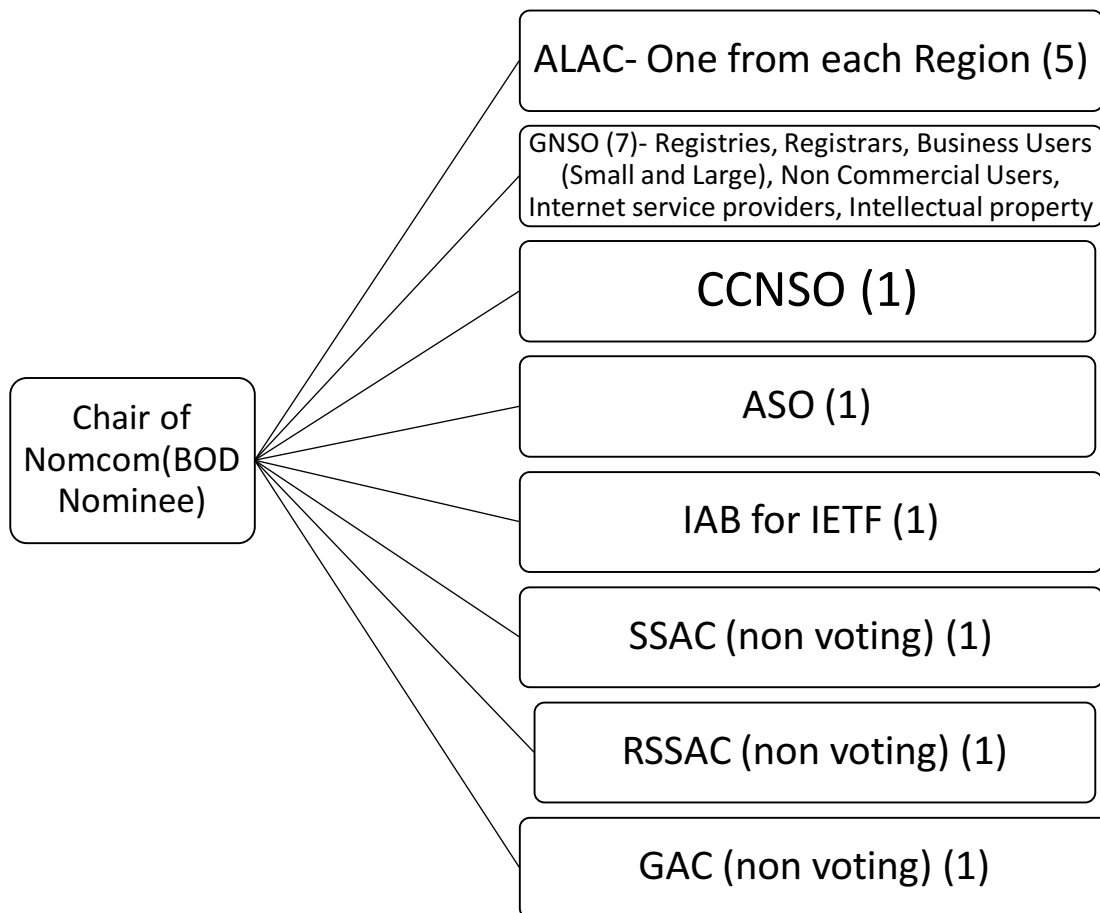 ALAC- One from each Region (5)
GNSO (7)- Registries, Registrars, Business Users
(Small and Large), Non Commercial Users,
Internet service providers, Intellectual property
CCNSO (1)
Chair of
Nomcom(BOD
Nominee)
ASO (1)
IAB for IETF (1)
SSAC (non voting) (1)
RSSAC (non voting) (1)
GAC (non voting) (1)